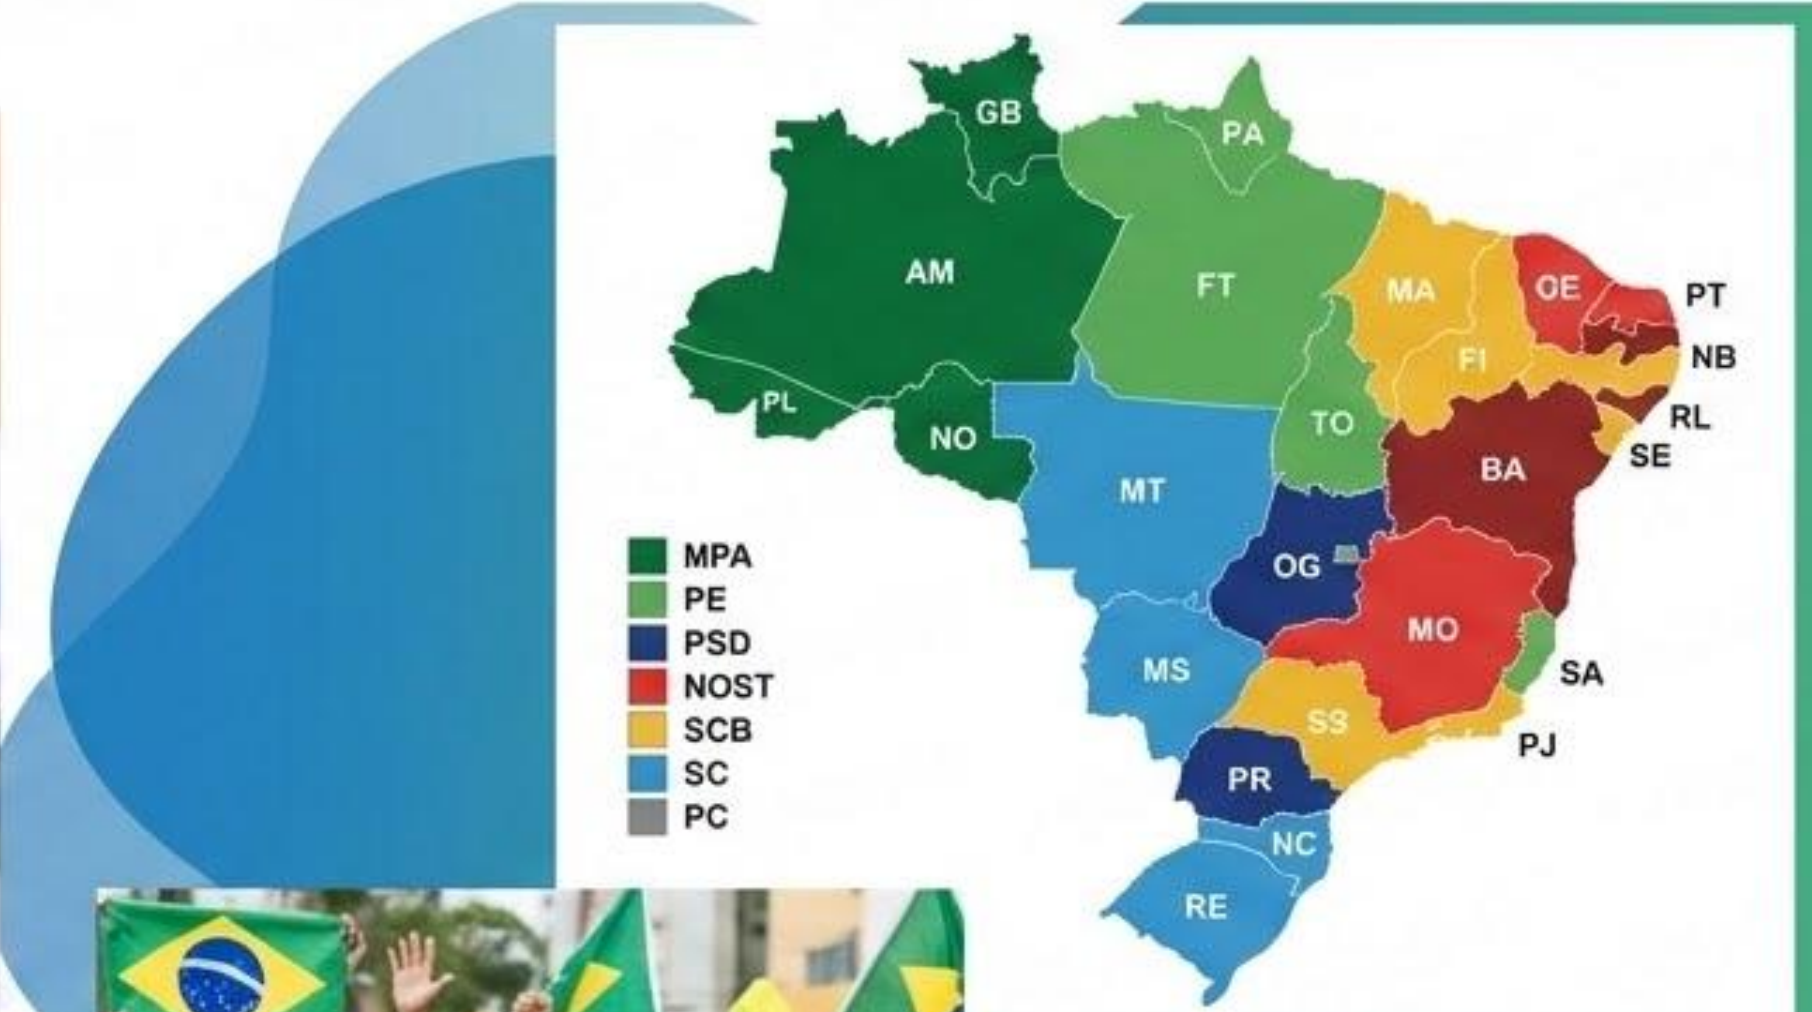 GB
PA
AM
FT
MA
OE
PT
FI
NB
PL
NO
TO
RL
SE
BA
MT
OG
MPA
PE
PSD
NOST
SCB
SC
PC
MO
MS
SA
SS
PJ
PR
NC
RE